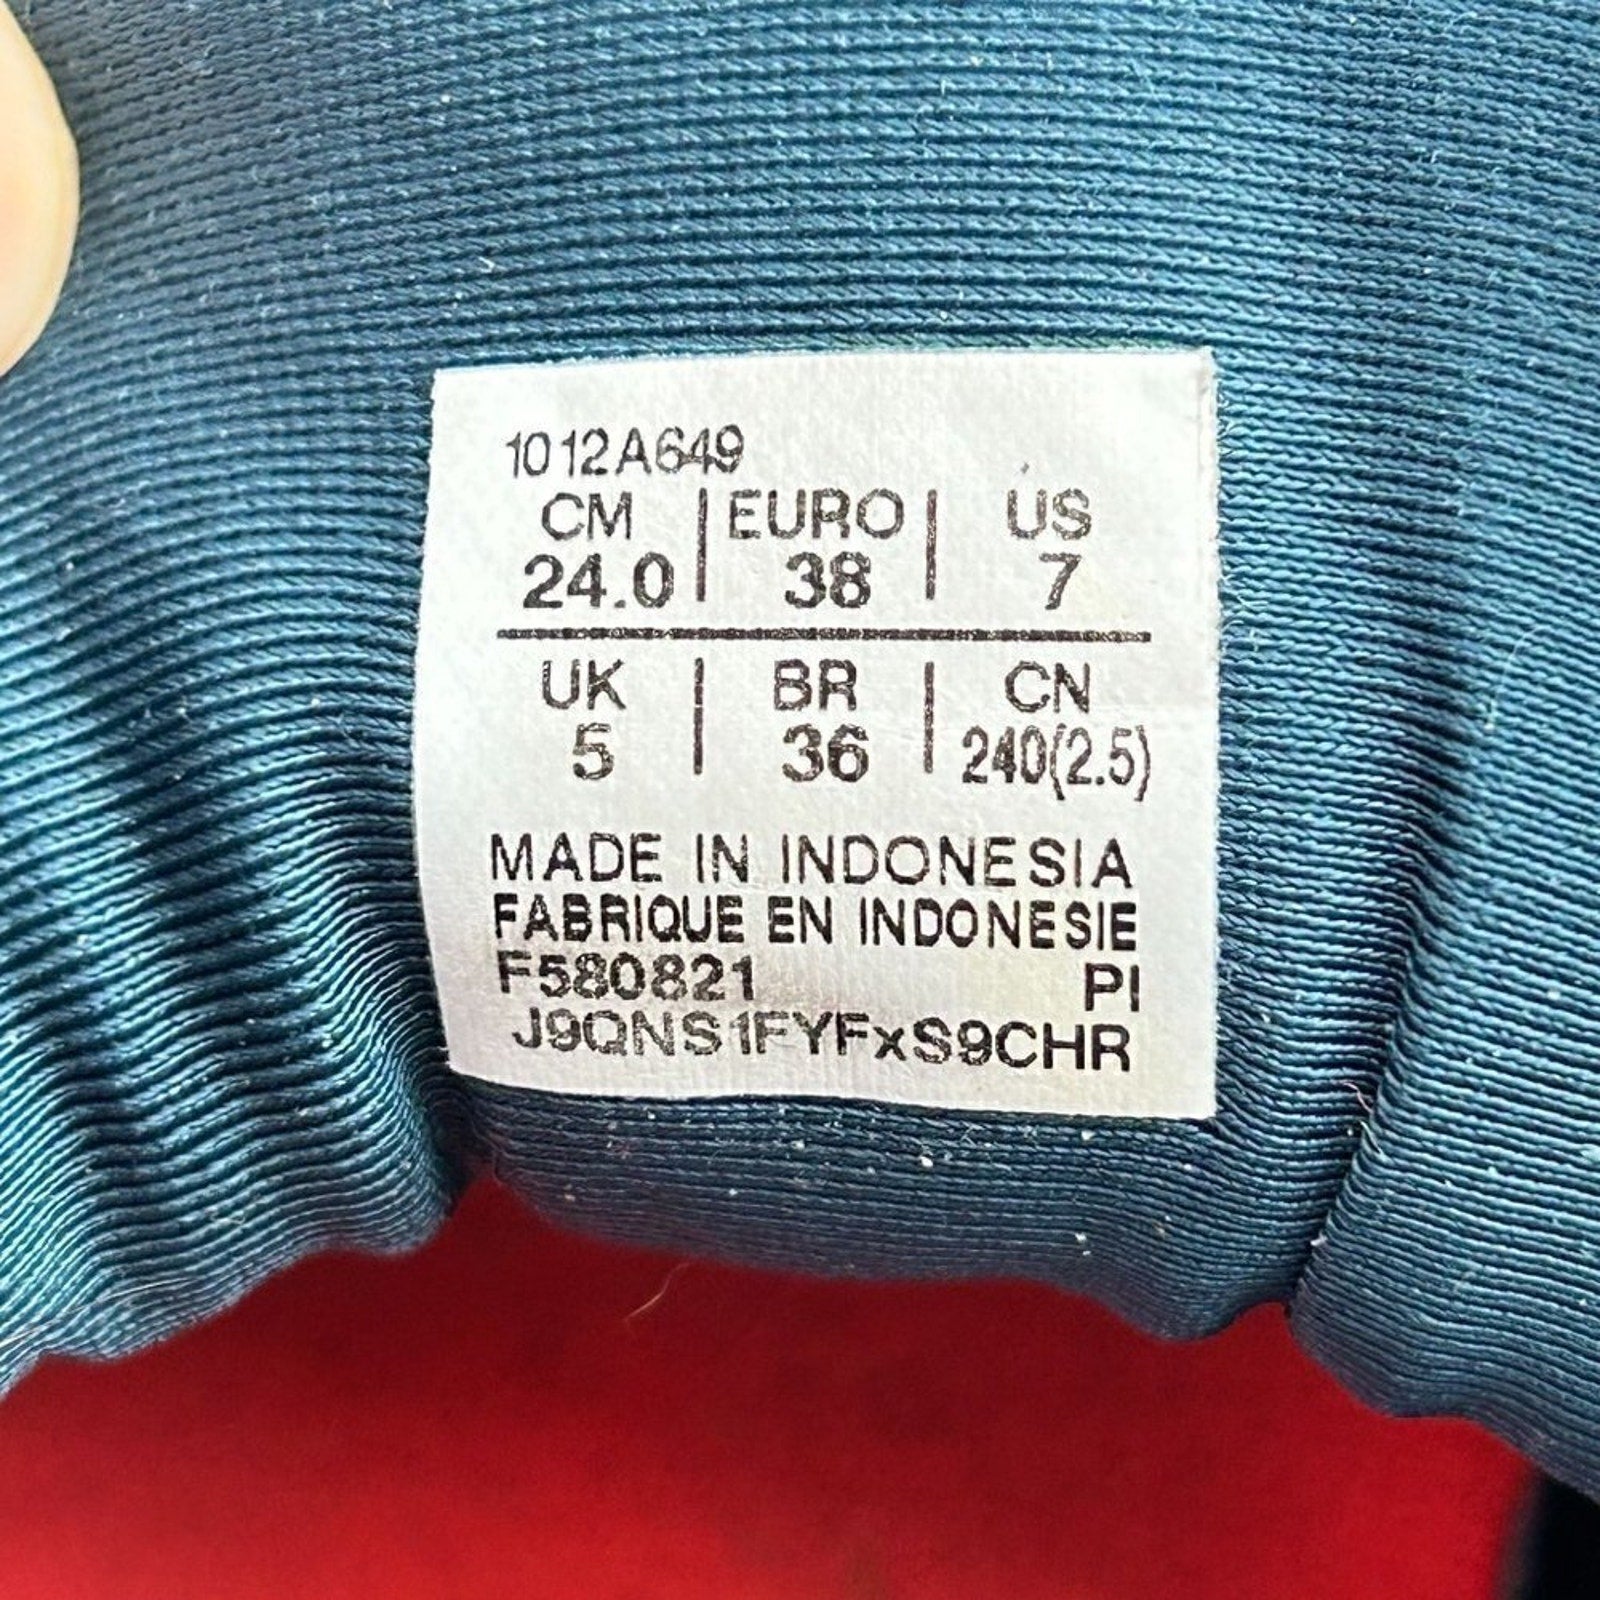 1012A649
CM | EURO | US
24.0 | 38 | 7
UK | BR | CN
5 | 36 | 240(2.5)
MADE IN INDONESIA
FABRIQUE EN INDONESIE
F580821 PI
J9QNS1FYFxS9CHR